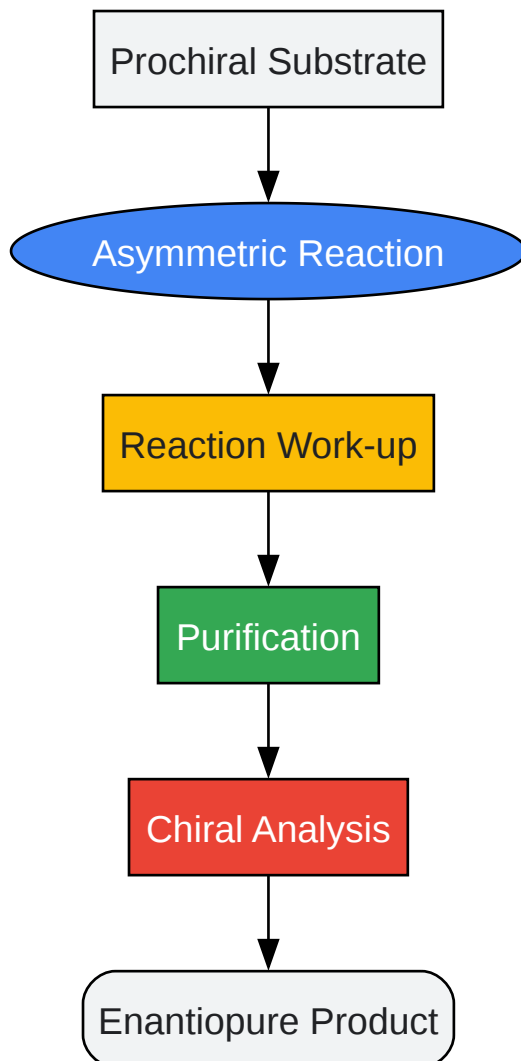 Prochiral Substrate
Asymmetric Reaction
Reaction Work-up
Purification
Chiral Analysis
Enantiopure Product